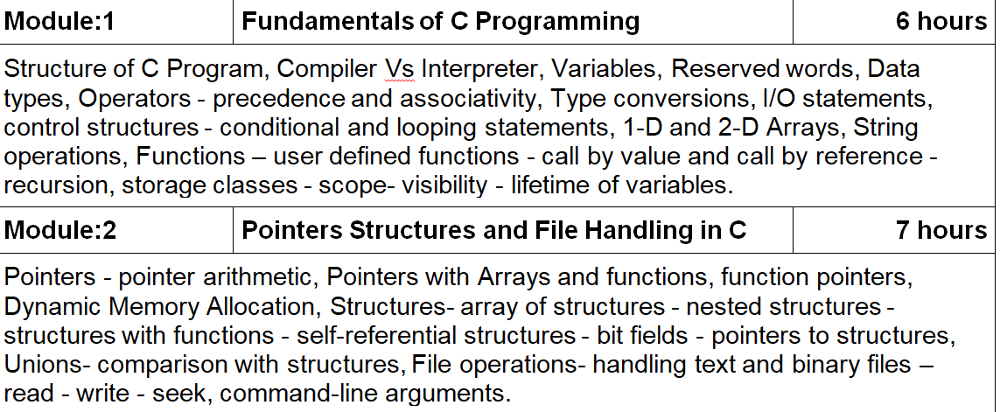 Module:1 Fundamentals of C Programming 6 hours
Structure of C Program, Compiler Vs Interpreter, Variables, Reserved words, Data
types, Operators - precedence and associativity, Type conversions, I/O statements,
control structures - conditional and looping statements, 1-D and 2-D Arrays, String
operations, Functions – user defined functions - call by value and call by reference -
recursion, storage classes - scope- visibility - lifetime of variables.
Module:2 Pointers Structures and File Handling in C 7 hours
Pointers - pointer arithmetic, Pointers with Arrays and functions, function pointers,
Dynamic Memory Allocation, Structures- array of structures - nested structures -
structures with functions - self-referential structures - bit fields - pointers to structures,
Unions- comparison with structures, File operations- handling text and binary files –
read - write - seek, command-line arguments.